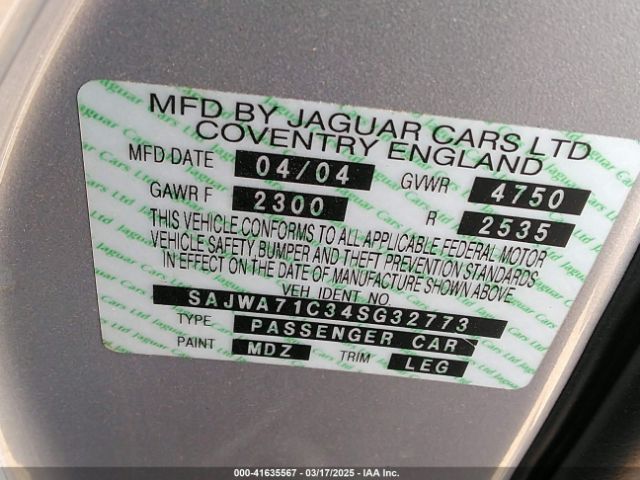 MFD BY JAGUAR CARS LTD
COVENTRY ENGLAND
MFD DATE 04/04 GVWR 4750
GAWR F 2300 R 2535
THIS VEHICLE CONFORMS TO ALL APPLICABLE FEDERAL MOTOR
VEHICLE SAFETY BUMPER AND THEFT PREVENTION STANDARDS
IN EFFECT ON THE DATE OF MANUFACTURE SHOWN ABOVE
VEH IDENT NO.
SAJWA71C34SG32773
TYPE PASSENGER CAR
PAINT MDZ TRIM LEG
000-41635567 — 03/17/2025 — IAA Inc.